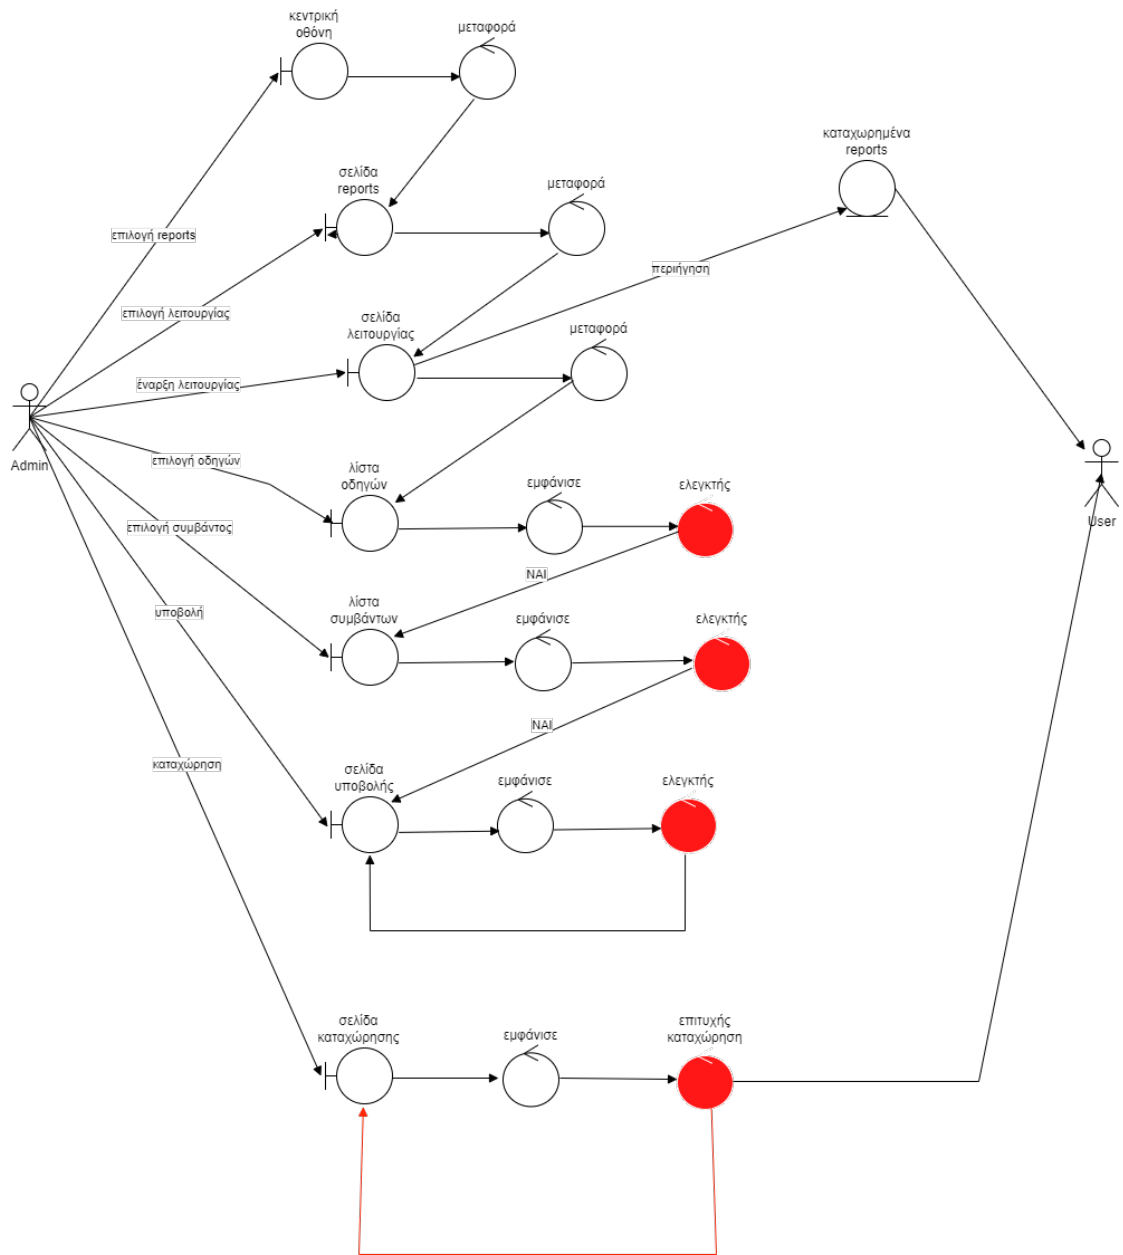 κεντρική
οθόνη
μεταφορά
καταχωρημένα
reports
σελίδα
reports
μεταφορά
επιλογή reports
περιήγηση
επιλογή λειτουργίας
σελίδα
λειτουργίας
μεταφορά
έναρξη λειτουργίας
Admin
επιλογή οδηγών
λίστα
οδηγών
εμφάνισε
ελεγκτής
User
επιλογή συμβάντος
ΝΑΙ
υποβολή
λίστα
συμβάντων
εμφάνισε
ελεγκτής
ΝΑΙ
καταχώρηση
σελίδα
υποβολής
εμφάνισε
ελεγκτής
σελίδα
καταχώρησης
εμφάνισε
επιτυχής
καταχώρηση